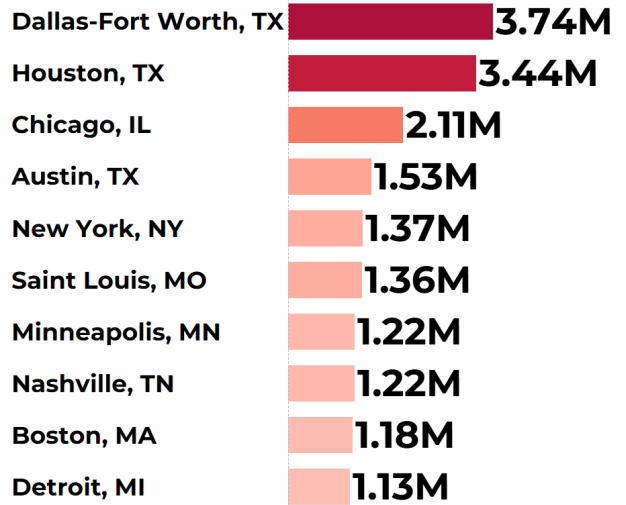 Dallas-Fort Worth, TX 3.74M
Houston, TX 3.44M
Chicago, IL 2.11M
Austin, TX 1.53M
New York, NY 1.37M
Saint Louis, MO 1.36M
Minneapolis, MN 1.22M
Nashville, TN 1.22M
Boston, MA 1.18M
Detroit, MI 1.13M